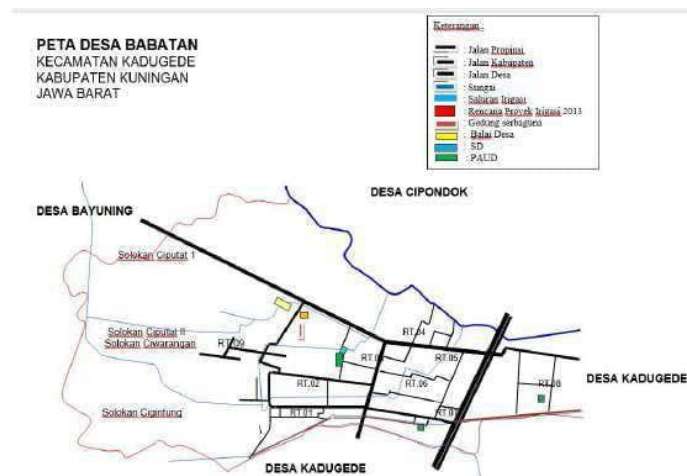 PETA DESA BABATAN
KECAMATAN KADUGEDE
KABUPATEN KUNINGAN
JAWA BARAT
Keterangan :
: Jalan Propinsi
: Jalan Kabupaten
: Jalan Desa
: Sungai
: Saluran Irigasi
: Rencana Proyek Irigasi 2013
: Gedung serbaguna
: Balai Desa
: SD
: PAUD
DESA CIPONDOK
DESA BAYUNING
Solokan Ciputat 1
Solokan Ciputat II
Solokan Ciwarangan
RT.09
RT.04
RT.05
RT.02
RT.06
RT.08
DESA KADUGEDE
Solokan Cigintung
RT.01
DESA KADUGEDE